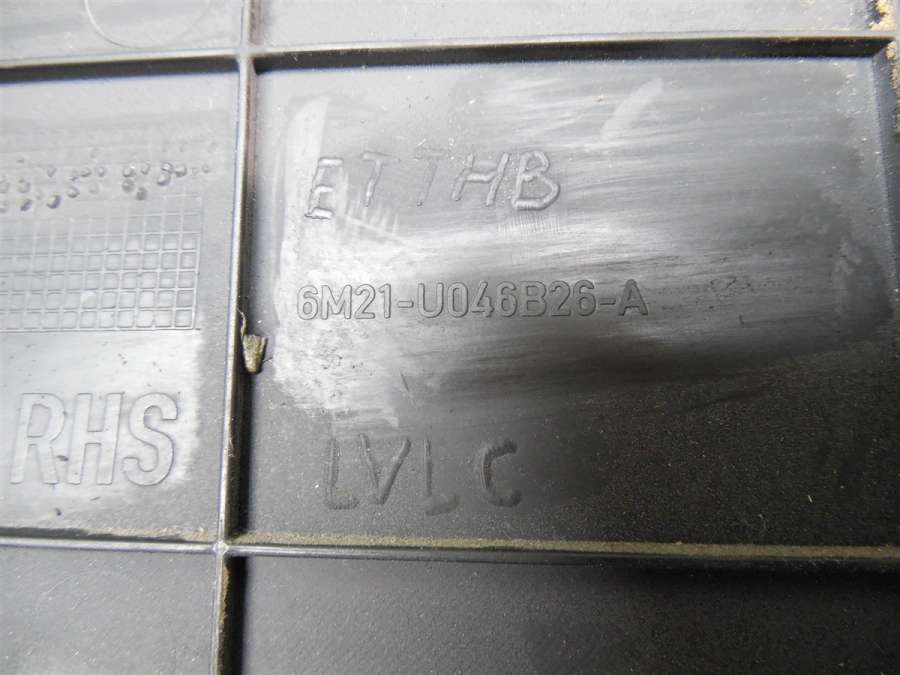 ETTHB
6M21-U046B26-A
RHS
LVLC